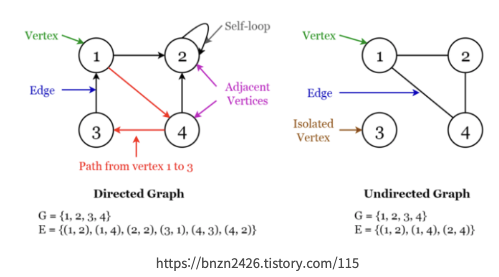 Vertex
1
2
Self-loop
Edge
Adjacent
Vertices
3
4
Path from vertex 1 to 3
Directed Graph
G = {1, 2, 3, 4}
E = {(1, 2), (1, 4), (2, 2), (3, 1), (4, 3), (4, 2)}
Vertex
1
2
Edge
Isolated
Vertex
3
4
Undirected Graph
G = {1, 2, 3, 4}
E = {(1, 2), (1, 4), (2, 4)}
https://bnzn2426.tistory.com/115